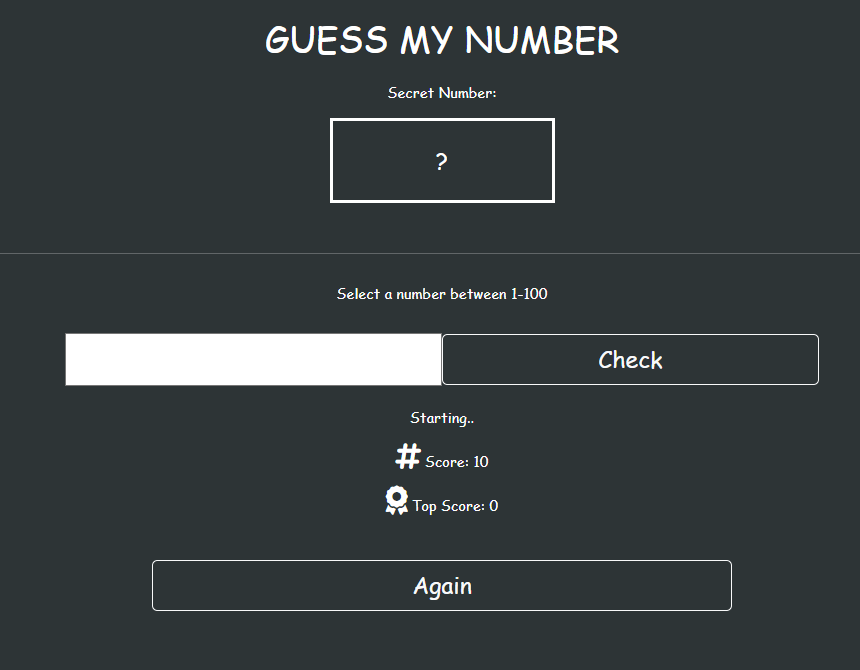 GUESS MY NUMBER
Secret Number:
?
Select a number between 1-100
Check
Starting..
# Score: 10
Top Score: 0
Again